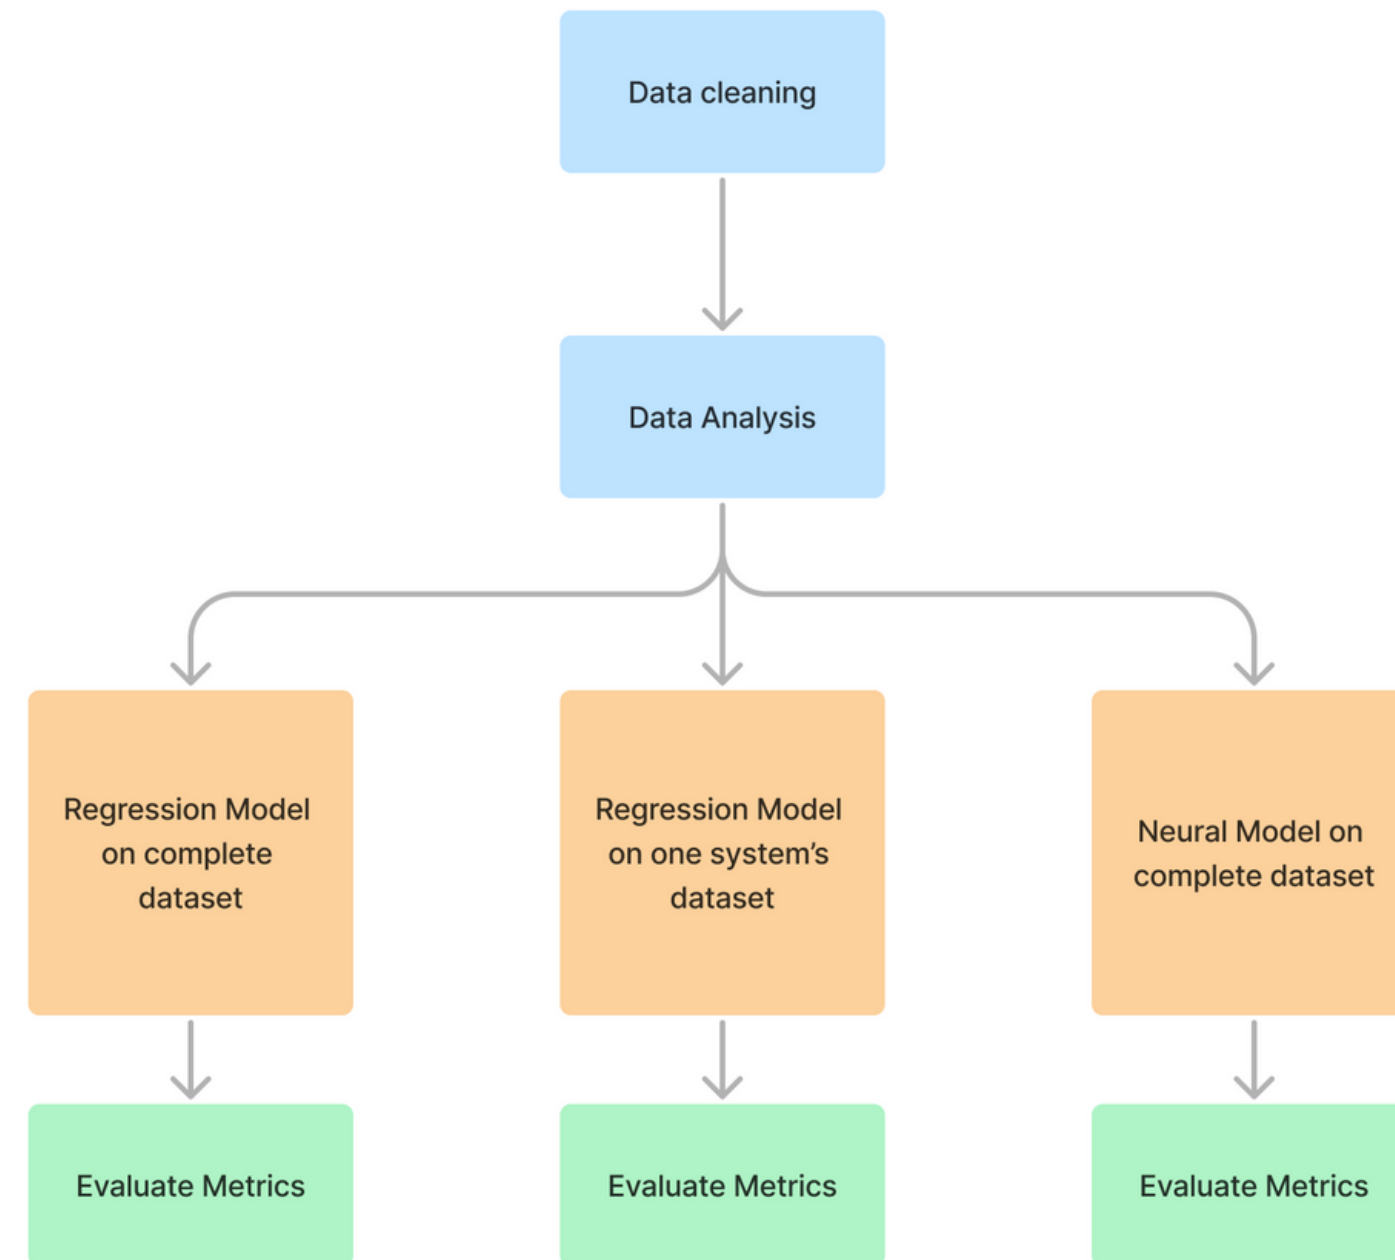 Data cleaning
Data Analysis
Regression Model
on complete
dataset
Regression Model
on one system’s
dataset
Neural Model on
complete dataset
Evaluate Metrics
Evaluate Metrics
Evaluate Metrics